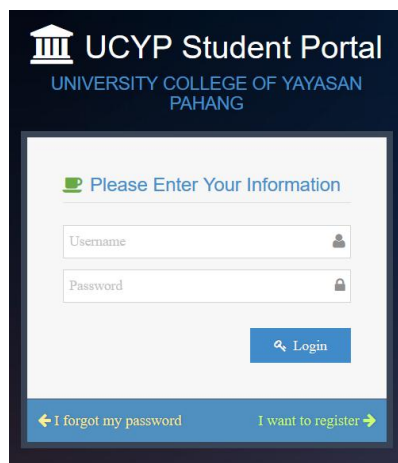 UCYP Student Portal
UNIVERSITY COLLEGE OF YAYASAN
PAHANG
Please Enter Your Information
Username
Password
Login
I forgot my password
I want to register